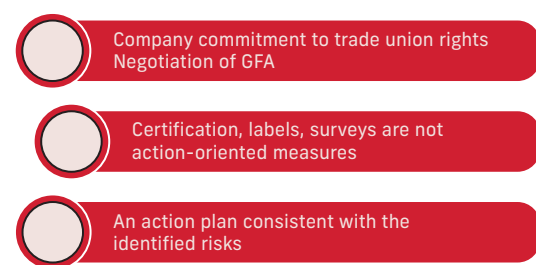 Company commitment to trade union rights
Negotiation of GFA
Certification, labels, surveys are not
action-oriented measures
An action plan consistent with the
identified risks